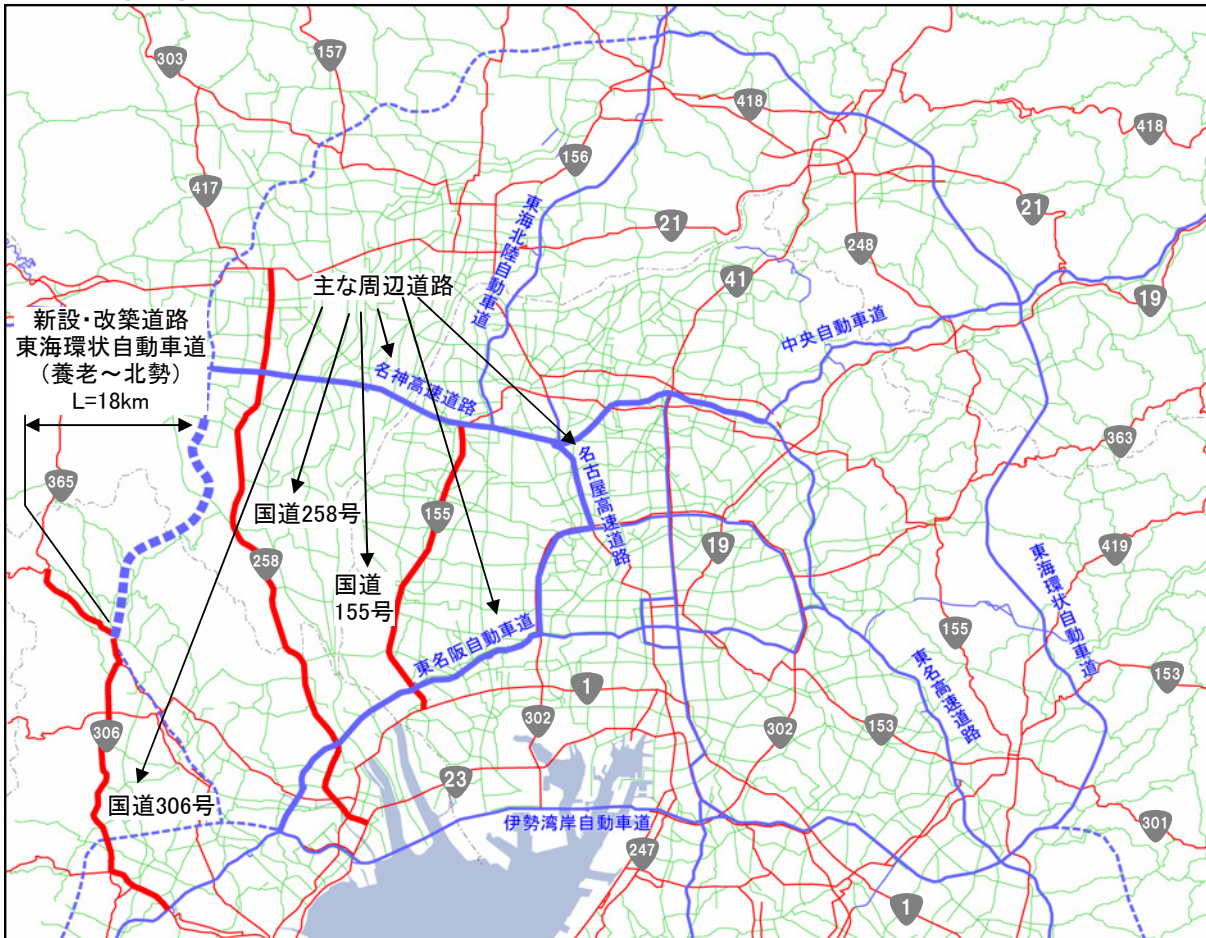 303
157
418
418
156
417
21
21
248
東海北陸自動車道
41
19
主な周辺道路
新設・改築道路
東海環状自動車道
(養老～北勢)
L=18km
中央自動車道
名神高速道路
363
365
名古屋高速道路
国道258号
155
19
419
東海環状自動車道
258
国道
155号
155
東名阪自動車道
東名高速道路
153
1
306
302
302
153
23
国道306号
伊勢湾岸自動車道
301
247
1